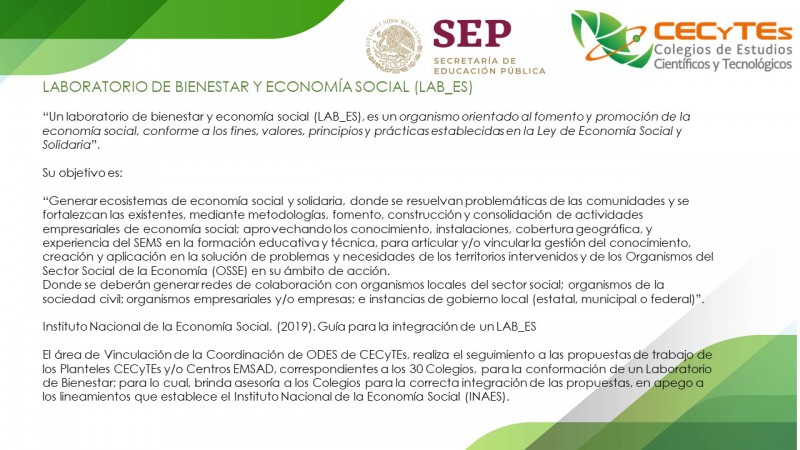 SEP
SECRETARÍA DE
EDUCACIÓN PÚBLICA
CECyTEs
Colegios de Estudios
Científicos y Tecnológicos
LABORATORIO DE BIENESTAR Y ECONOMÍA SOCIAL (LAB_ES)
“Un laboratorio de bienestar y economía social (LAB_ES), es un organismo orientado al fomento y promoción de la
economía social, conforme a los fines, valores, principios y prácticas establecidas en la Ley de Economía Social y
Solidaria”.
Su objetivo es:
“Generar ecosistemas de economía social y solidaria, donde se resuelvan problemáticas de las comunidades y se
fortalezcan las existentes, mediante metodologías, fomento, construcción y consolidación de actividades
empresariales de economía social; aprovechando los conocimiento, instalaciones, cobertura geográfica, y
experiencia del SEMS en la formación educativa y técnica, para articular y/o vincular la gestión del conocimiento,
creación y aplicación en la solución de problemas y necesidades de los territorios intervenidos y de los Organismos del
Sector Social de la Economía (OSSE) en su ámbito de acción.
Donde se deberán generar redes de colaboración con organismos locales del sector social; organismos de la
sociedad civil; organismos empresariales y/o empresas; e instancias de gobierno local (estatal, municipal o federal)”.
Instituto Nacional de la Economía Social. (2019). Guía para la integración de un LAB_ES
El área de Vinculación de la Coordinación de ODES de CECyTEs, realiza el seguimiento a las propuestas de trabajo de
los Planteles CECyTEs y/o Centros EMSAD, correspondientes a los 30 Colegios, para la conformación de un Laboratorio
de Bienestar; para lo cual, brinda asesoría a los Colegios para la correcta integración de las propuestas, en apego a
los lineamientos que establece el Instituto Nacional de la Economía Social (INAES).